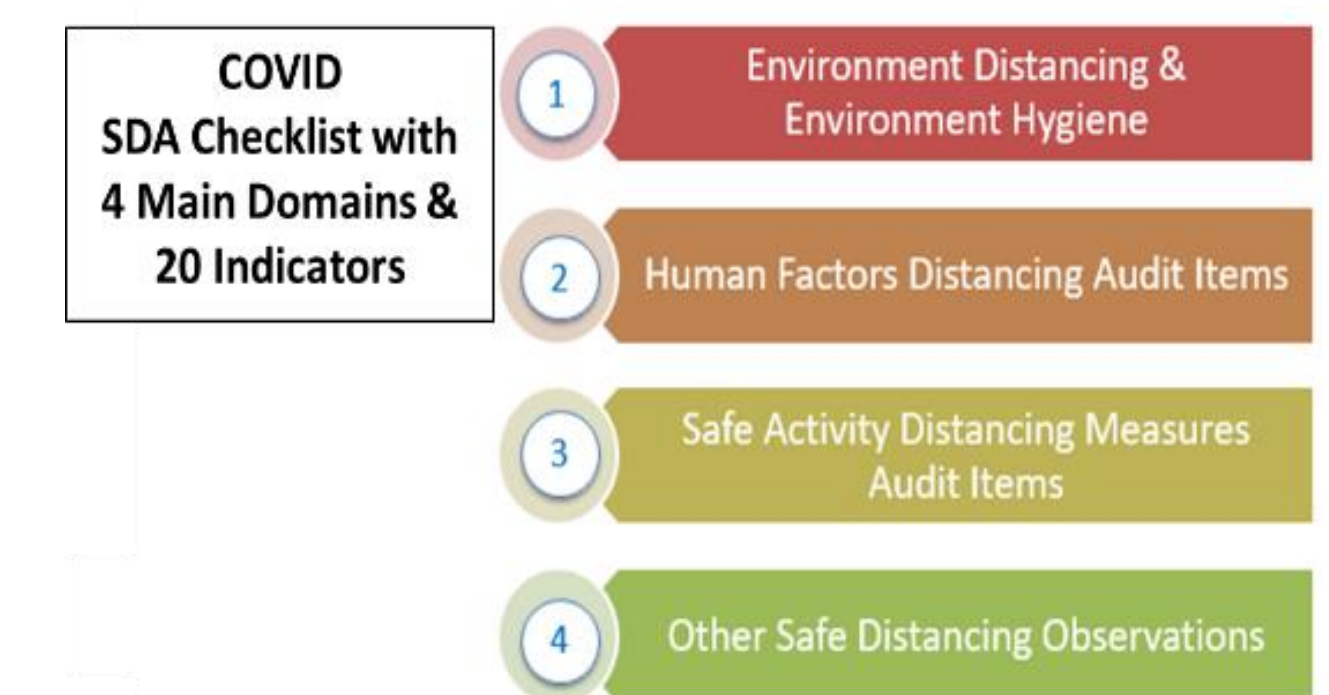 COVID
SDA Checklist with
4 Main Domains &
20 Indicators
1
Environment Distancing &
Environment Hygiene
2
Human Factors Distancing Audit Items
3
Safe Activity Distancing Measures
Audit Items
4
Other Safe Distancing Observations